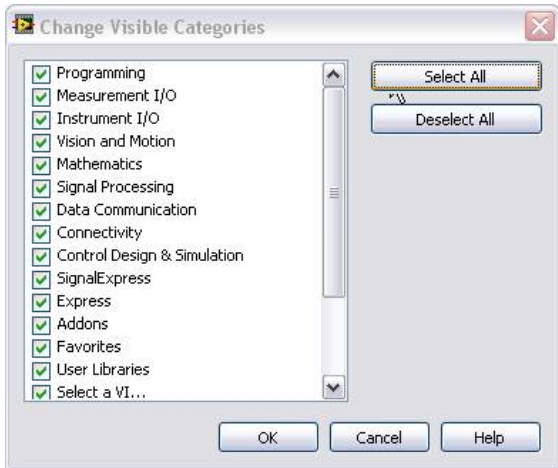 Change Visible Categories
Programming
Measurement I/O
Instrument I/O
Vision and Motion
Mathematics
Signal Processing
Data Communication
Connectivity
Control Design & Simulation
SignalExpress
Express
Addons
Favorites
User Libraries
Select a VI...
Select All
Deselect All
OK
Cancel
Help